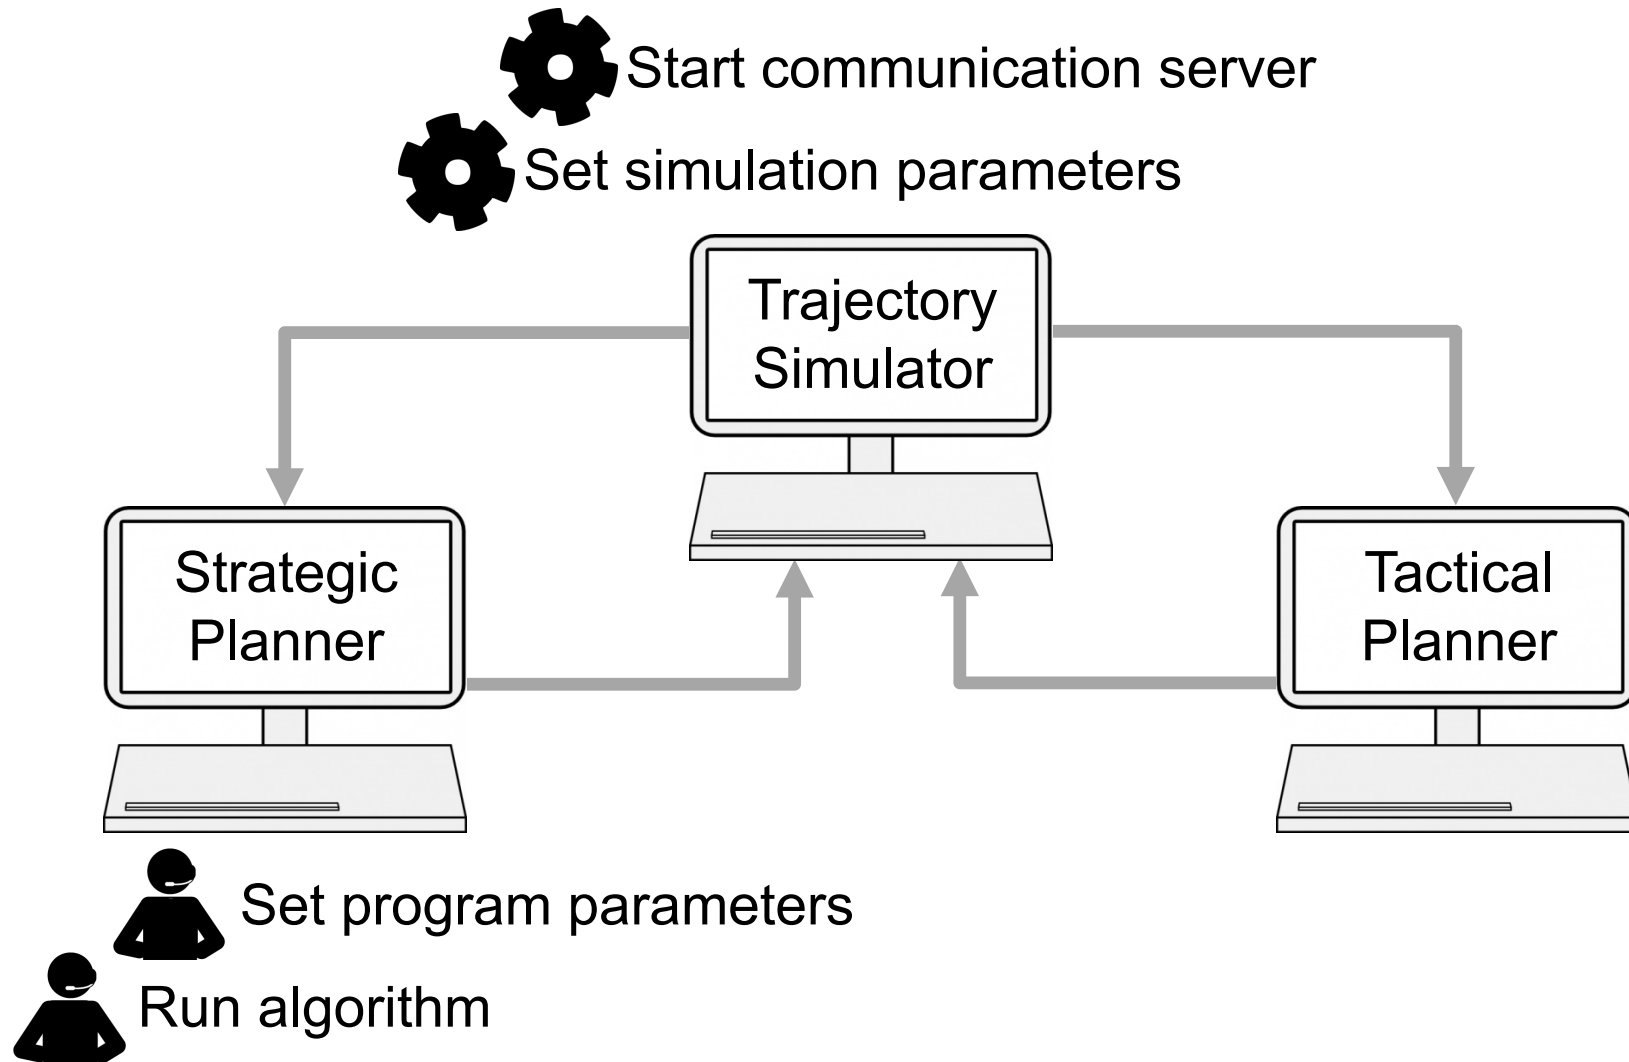 Start communication server
Set simulation parameters
Trajectory
Simulator
Strategic
Planner
Tactical
Planner
Set program parameters
Run algorithm